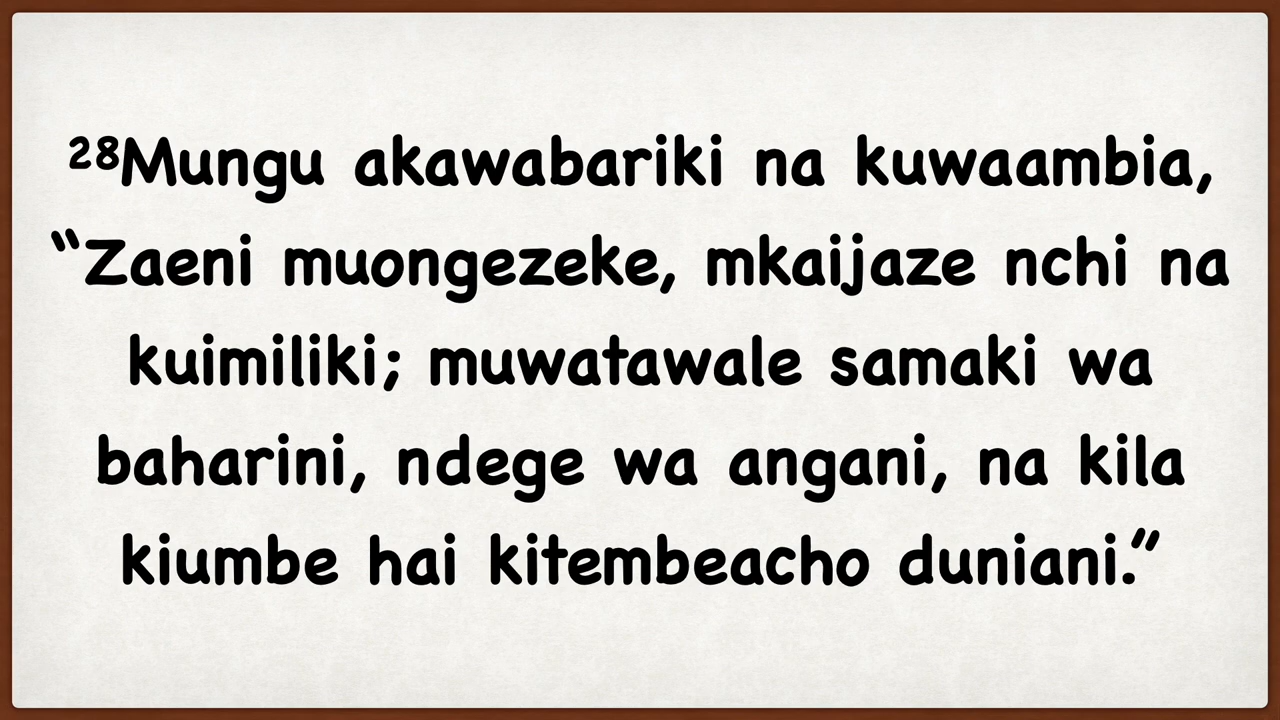 ²⁸Mungu akawabariki na kuwaambia,
“Zaeni muongezeke, mkaijaze nchi na
kuimiliki; muwatawale samaki wa
baharini, ndege wa angani, na kila
kiumbe hai kitembeacho duniani.”